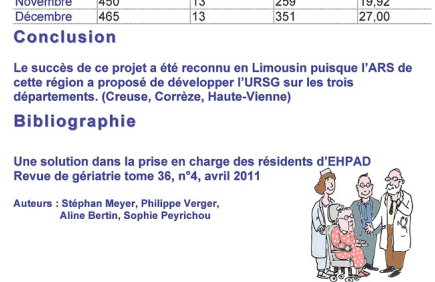 Novembre 450 13 259 19,92
Décembre 465 13 351 27,00
Conclusion
Le succès de ce projet a été reconnu en Limousin puisque l'ARS de
cette région a proposé de développer l'URSG sur les trois
départements. (Creuse, Corrèze, Haute-Vienne)
Bibliographie
Une solution dans la prise en charge des résidents d'EHPAD
Revue de gériatrie tome 36, n°4, avril 2011
Auteurs : Stéphan Meyer, Philippe Verger,
Aline Bertin, Sophie Peyrichou